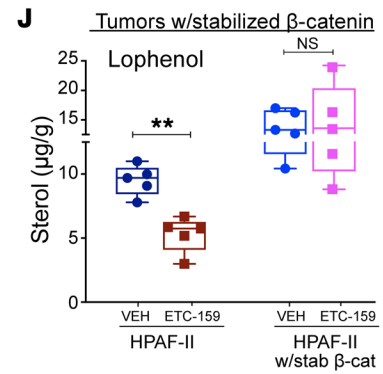 J
Tumors w/stabilized β-catenin
NS
Lophenol
**
Sterol (μg/g)
25
20
15
10
5
0
VEH ETC-159 VEH ETC-159
HPAF-II HPAF-II
w/stab β-cat